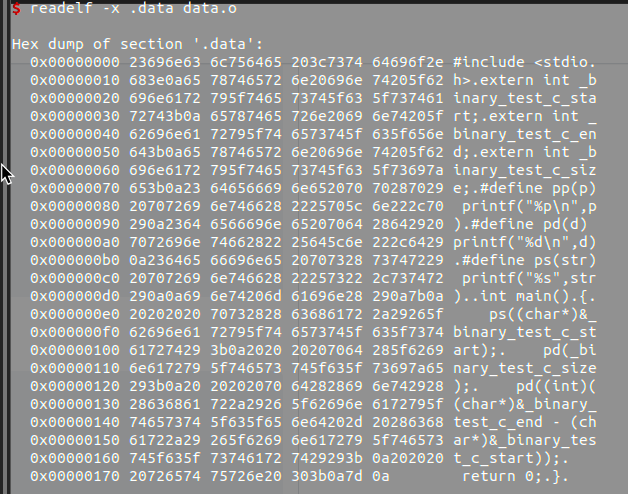 $ readelf -x .data data.o
Hex dump of section '.data':
0x00000000 23696e63 6c756465 203c7374 64696f2e #include <stdio.
0x00000010 683e0a65 78746572 6e20696e 74205f62 h>.extern int _b
0x00000020 696e6172 795f7465 73745f63 5f737461 inary_test_c_sta
0x00000030 72743b0a 65787465 726e2069 6e74205f rt;.extern int _
0x00000040 62696e61 72795f74 6573745f 635f656e binary_test_c_en
0x00000050 643b0a65 78746572 6e20696e 74205f62 d;.extern int _b
0x00000060 696e6172 795f7465 73745f63 5f73697a inary_test_c_siz
0x00000070 653b0a23 64656669 6e652070 70287029 e;.#define pp(p)
0x00000080 20707269 6e746628 2225705c 6e222c70  printf("%p\n",p
0x00000090 290a2364 6566696e 65207064 28642920 ).#define pd(d)
0x000000a0 7072696e 74662822 25645c6e 222c6429 printf("%d\n",d)
0x000000b0 0a236465 66696e65 20707328 73747229 .#define ps(str)
0x000000c0 20707269 6e746628 22257322 2c737472  printf("%s",str
0x000000d0 290a0a69 6e74206d 61696e28 290a7b0a )..int main().{.
0x000000e0 20202020 70732828 63686172 2a29265f     ps((char*)&_
0x000000f0 62696e61 72795f74 6573745f 635f7374 binary_test_c_st
0x00000100 61727429 3b0a2020 20207064 285f6269 art);.    pd(_bi
0x00000110 6e617279 5f746573 745f635f 73697a65 nary_test_c_size
0x00000120 293b0a20 20202070 64282869 6e742928 );.    pd((int)(
0x00000130 28636861 722a2926 5f62696e 6172795f (char*)&_binary_
0x00000140 74657374 5f635f65 6e64202d 20286368 test_c_end - (ch
0x00000150 61722a29 265f6269 6e617279 5f746573 ar*)&_binary_tes
0x00000160 745f635f 73746172 7429293b 0a202020 t_c_start));.
0x00000170 20726574 75726e20 303b0a7d 0a  return 0;.}.